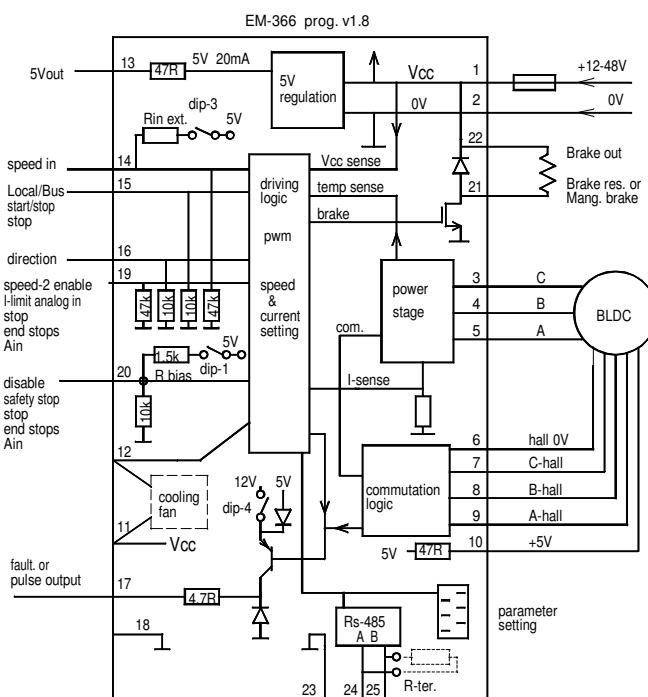 EM-366 prog. v1.8
13
47R
5V 20mA
5Vout
5V
regulation
Vcc
1
+12-48V
0V
2
0V
dip-3
Rin ext.
5V
22
Brake out
speed in
14
Vcc sense
Local/Bus
start/stop
stop
15
driving
logic
pwm
speed
&
current
setting
temp sense
21
Brake res. or
Mang. brake
brake
direction
16
speed-2 enable
I-limit analog in
stop
end stops
Ain
19
47k
10k
10k
47k
power
stage
3
C
4
B
5
A
BLDC
com.
5V
1.5k
dip-1
R bias
20
disable
safety stop
stop
end stops
Ain
10k
I-sense
12
cooling
fan
11
Vcc
12V
5V
dip-4
commutation
logic
6
hall 0V
7
C-hall
8
B-hall
9
A-hall
5V
47R
10
+5V
fault. or
pulse output
17
4.7R
18
Rs-485
A B
parameter
setting
R-ter.
23
24
25